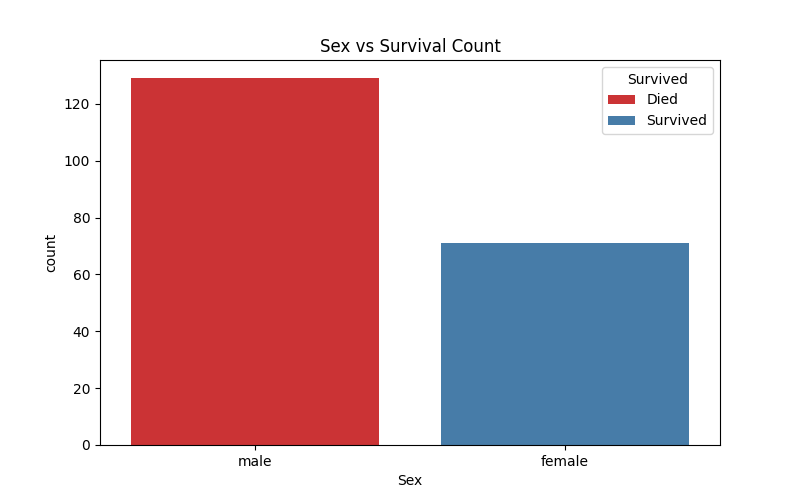 Sex vs Survival Count
Survived
Died
Survived
120
100
80
60
40
20
0
count
male
female
Sex